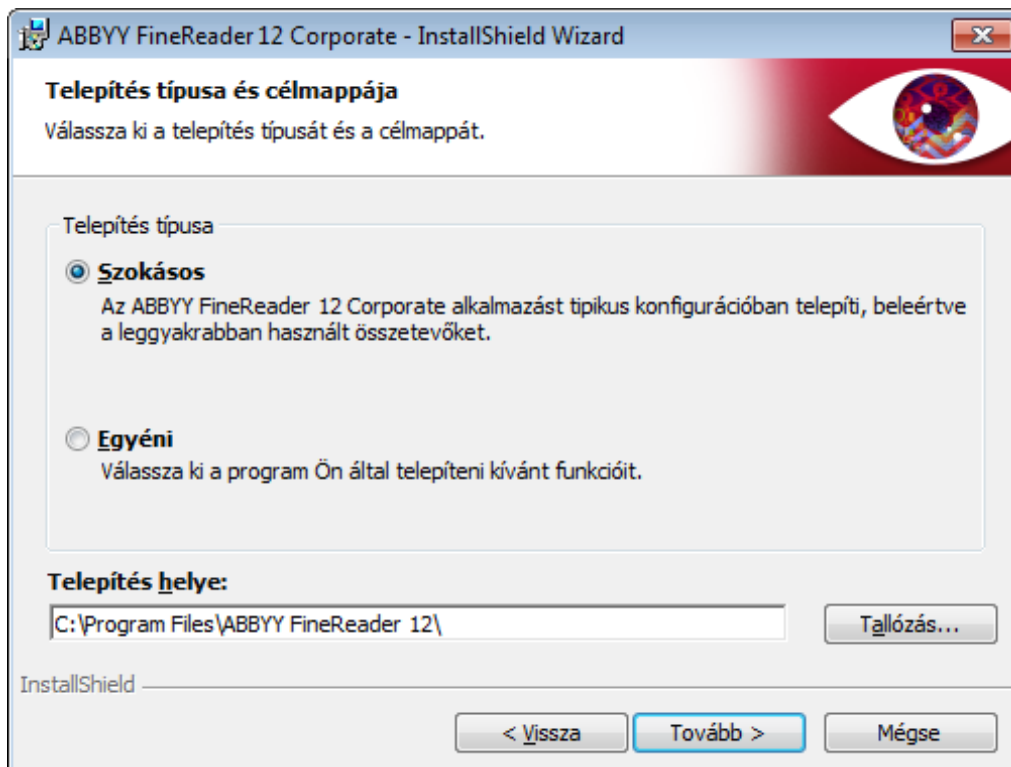 ABBYY FineReader 12 Corporate - InstallShield Wizard
Telepítés típusa és célmappája
Válassza ki a telepítés típusát és a célmappát.
Telepítés típusa
Szokásos
Az ABBYY FineReader 12 Corporate alkalmazást tipikus konfigurációban telepíti, beleértve
a leggyakrabban használt összetevőket.
Egyéni
Válassza ki a program Ön által telepíteni kívánt funkcióit.
Telepítés helye:
C:\Program Files\ABBYY FineReader 12\
Tallózás...
InstallShield
< Vissza
Tovább >
Mégse